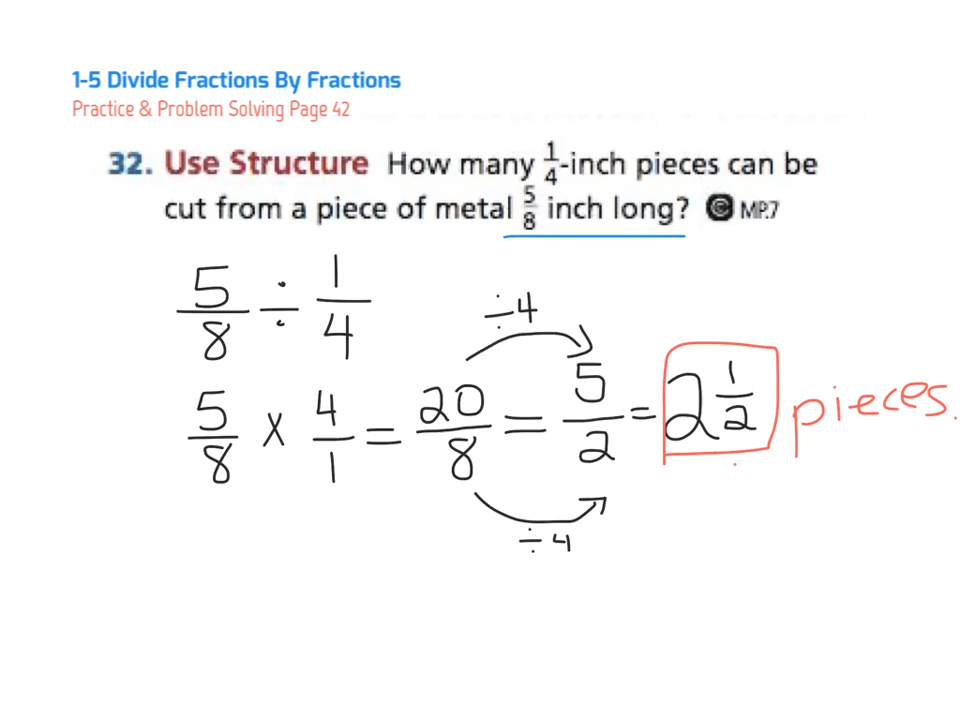 1-5 Divide Fractions By Fractions
Practice & Problem Solving Page 42
32. Use Structure How many 1/4-inch pieces can be
cut from a piece of metal 5/8 inch long? © MP.7
5/8 ÷ 1/4
÷4
5/8 × 4/1 = 20/8 = 5/2 = 2 1/2 pieces.
÷4